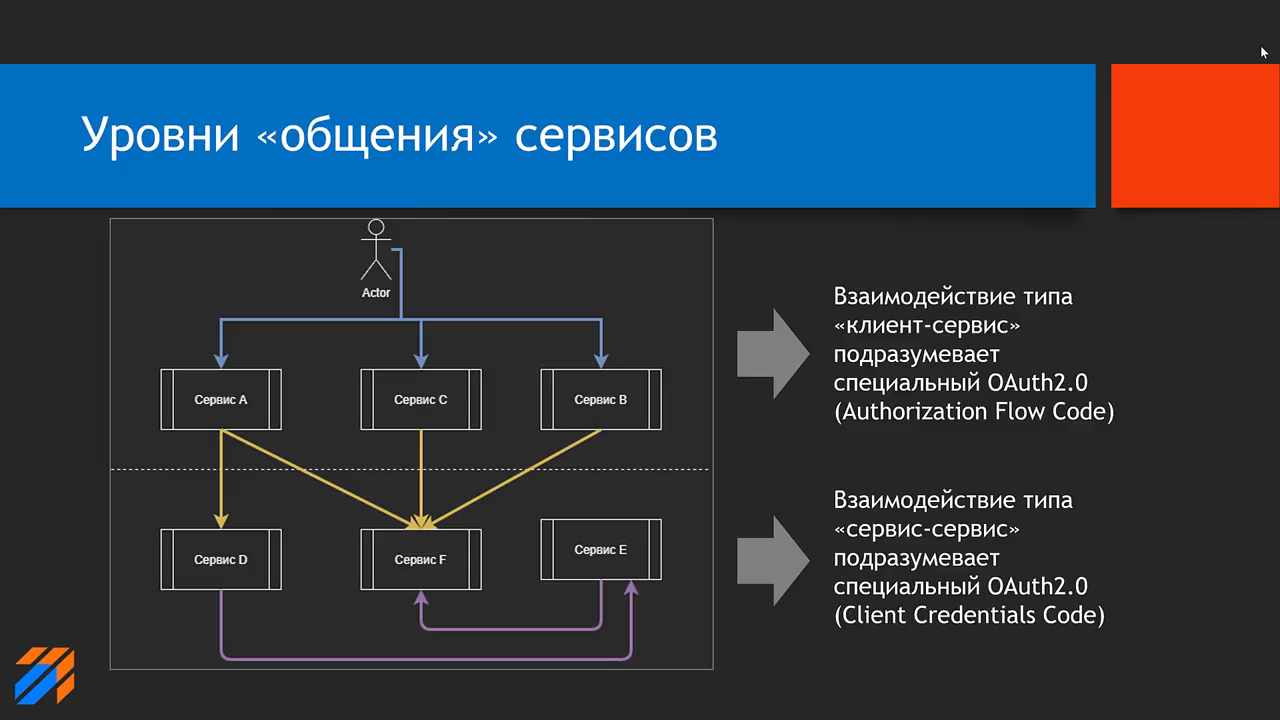 Уровни «общения» сервисов
Actor
Сервис A
Сервис C
Сервис B
Сервис D
Сервис F
Сервис E
Взаимодействие типа
«клиент-сервис»
подразумевает
специальный OAuth2.0
(Authorization Flow Code)
Взаимодействие типа
«сервис-сервис»
подразумевает
специальный OAuth2.0
(Client Credentials Code)